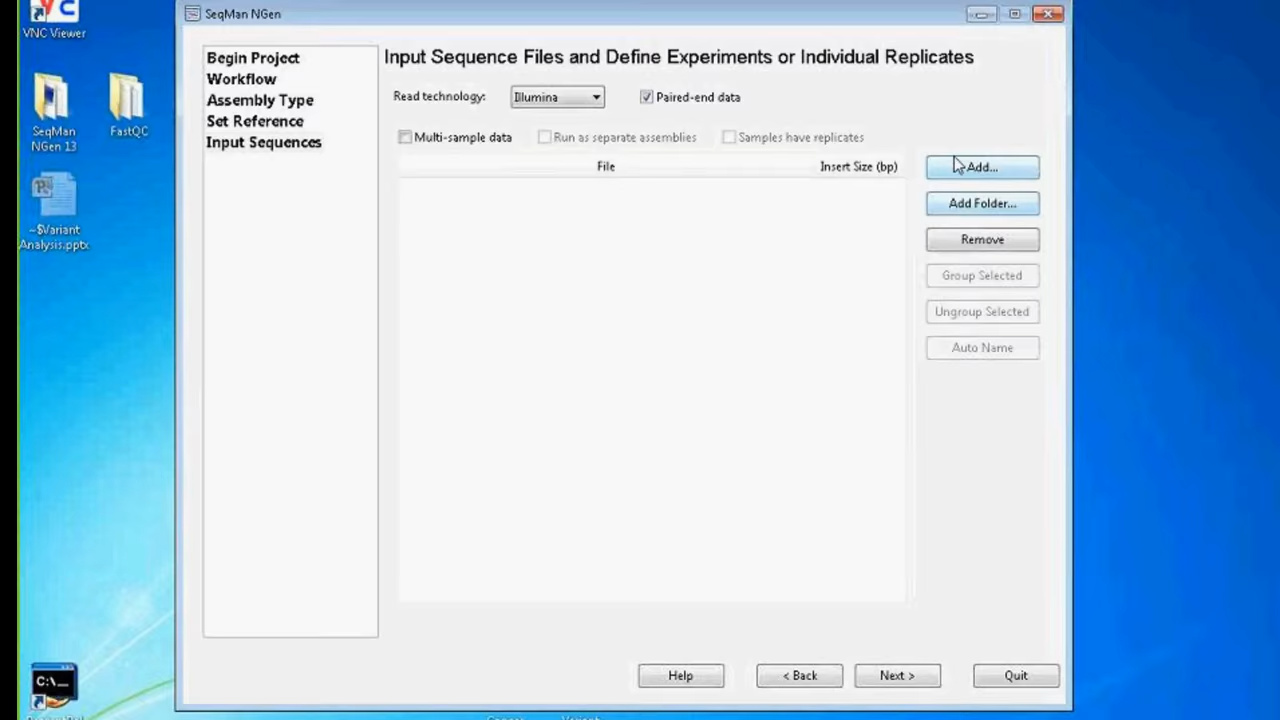 VNC Viewer
SeqMan
NGen 13
FastQC
~$Variant
Analysis.pptx
C:\_
SeqMan NGen
Begin Project
Workflow
Assembly Type
Set Reference
Input Sequences
Input Sequence Files and Define Experiments or Individual Replicates
Read technology: Illumina Paired-end data
Multi-sample data Run as separate assemblies Samples have replicates
File Insert Size (bp)
Add...
Add Folder...
Remove
Group Selected
Ungroup Selected
Auto Name
Help < Back Next > Quit